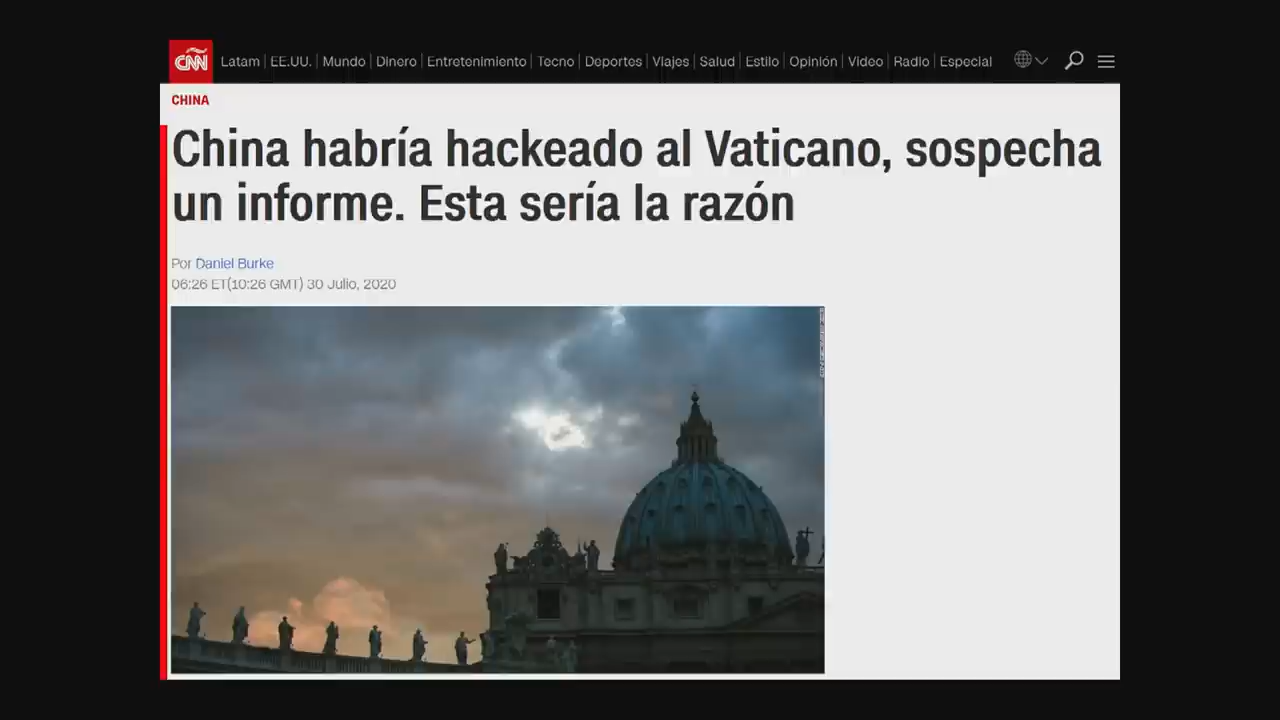 CNN Latam EE.UU. Mundo Dinero Entretenimiento Tecno Deportes Viajes Salud Estilo Opinión Video Radio Especial
CHINA
China habría hackeado al Vaticano, sospecha
un informe. Esta sería la razón
Por Daniel Burke
06:26 ET(10:26 GMT) 30 Julio, 2020